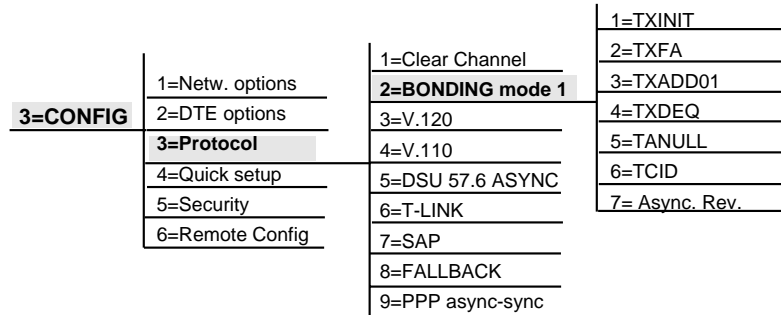 3=CONFIG
1=Netw. options
2=DTE options
3=Protocol
4=Quick setup
5=Security
6=Remote Config
1=Clear Channel
2=BONDING mode 1
3=V.120
4=V.110
5=DSU 57.6 ASYNC
6=T-LINK
7=SAP
8=FALLBACK
9=PPP async-sync
1=TXINIT
2=TXFA
3=TXADD01
4=TXDEQ
5=TANULL
6=TCID
7= Async. Rev.